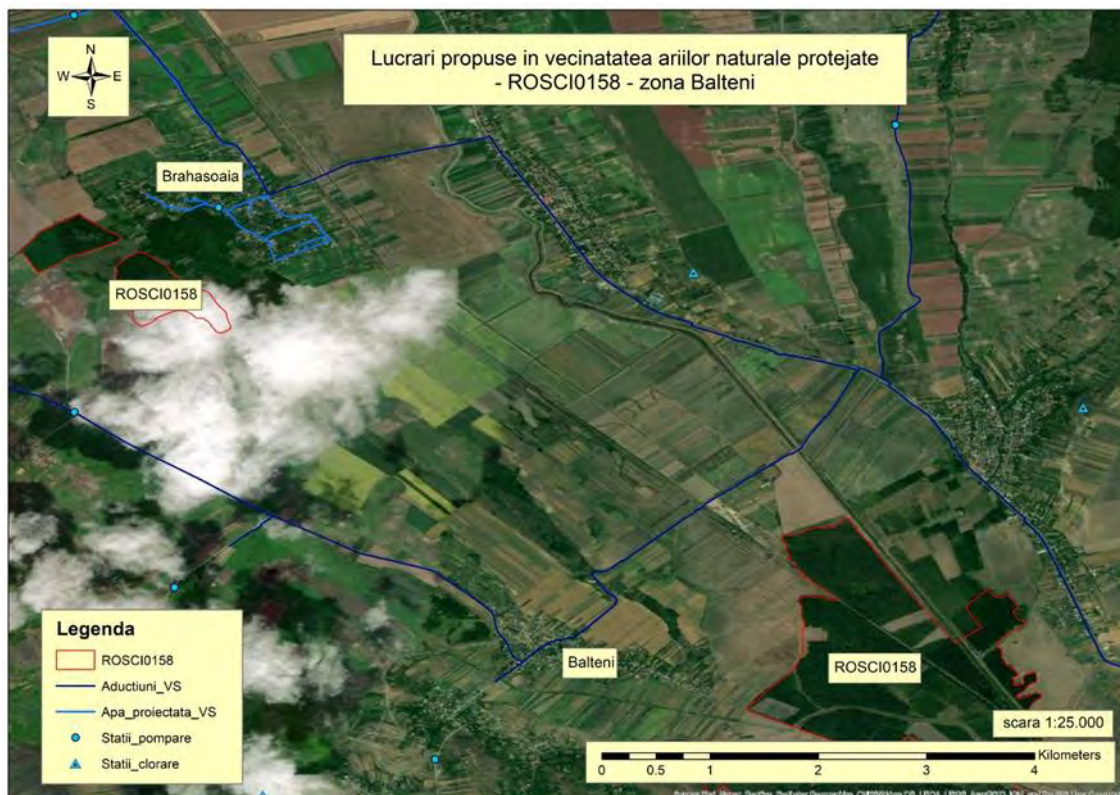 Lucrari propuse in vecinatatea ariilor naturale protejate
- ROSCI0158 - zona Balteni
N
W E
S
Brahasoaia
ROSCI0158
Balteni
ROSCI0158
Legenda
ROSCI0158
Aductiuni_VS
Apa_proiectata_VS
Statii_pompare
Statii_clorare
scara 1:25.000
Kilometers
0 0.5 1 2 3 4